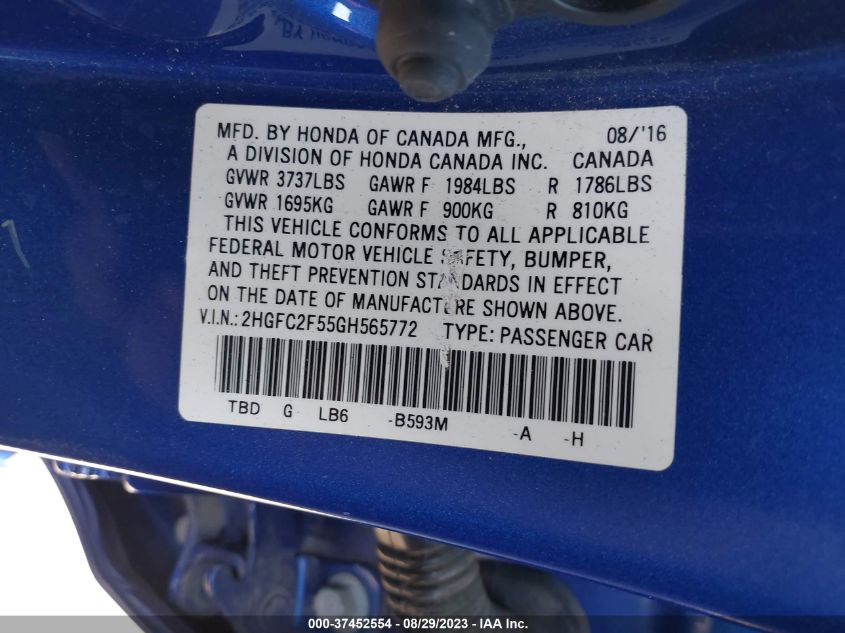 MFD. BY HONDA OF CANADA MFG., 08/'16
A DIVISION OF HONDA CANADA INC. CANADA
GVWR 3737LBS GAWR F 1984LBS R 1786LBS
GVWR 1695KG GAWR F 900KG R 810KG
THIS VEHICLE CONFORMS TO ALL APPLICABLE
FEDERAL MOTOR VEHICLE SAFETY, BUMPER,
AND THEFT PREVENTION STANDARDS IN EFFECT
ON THE DATE OF MANUFACTURE SHOWN ABOVE.
V.I.N.: 2HGFC2F55GH565772 TYPE: PASSENGER CAR
TBD G LB6 -B593M -A -H
000-37452554 - 08/29/2023 - IAA Inc.